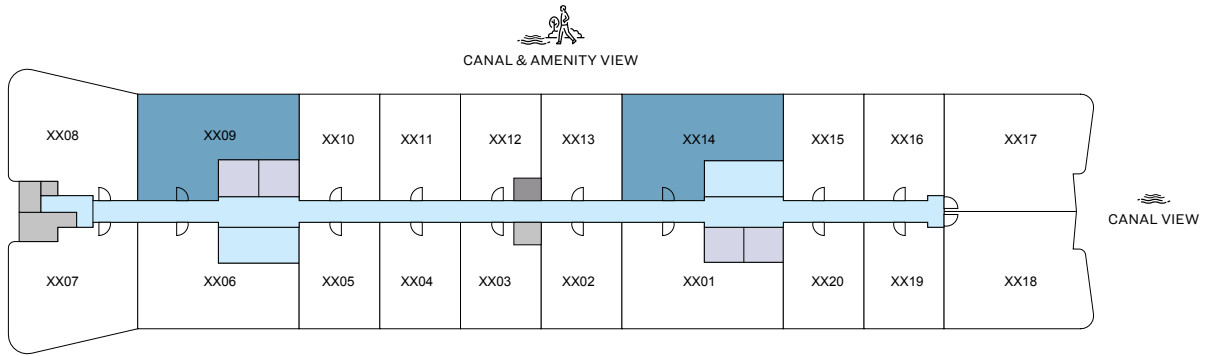 CANAL & AMENITY VIEW
XX08
XX09
XX10
XX11
XX12
XX13
XX14
XX15
XX16
XX17
CANAL VIEW
XX07
XX06
XX05
XX04
XX03
XX02
XX01
XX20
XX19
XX18